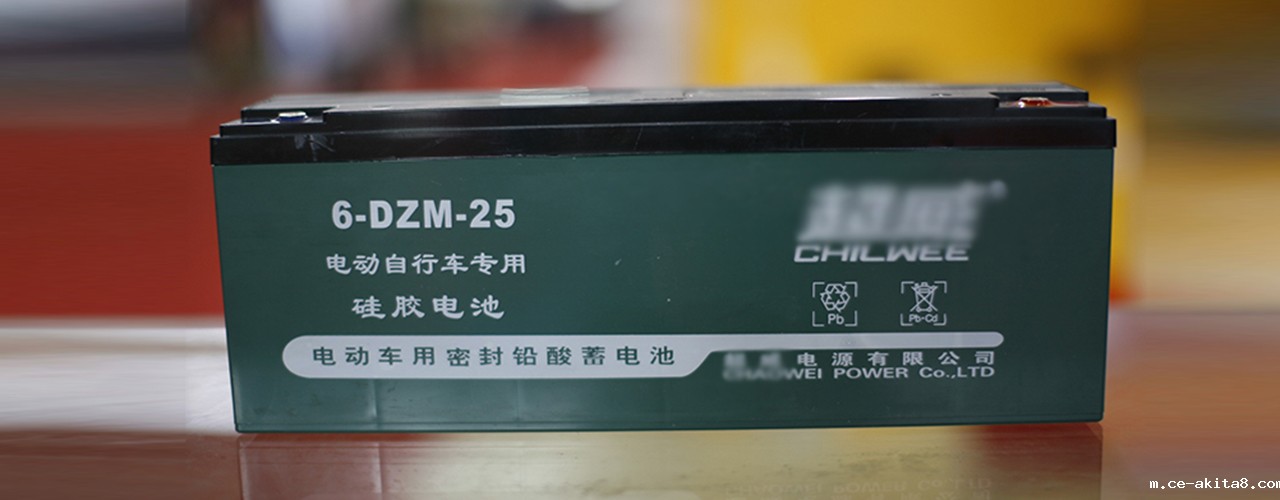 6-DZM-25
电动自行车专用
硅胶电池
电动车用密封铅酸蓄电池
CHILWEE
Pb
Pb-Cd
电源有限公司
WEI POWER Co.,LTD
m.ce-akita8.com